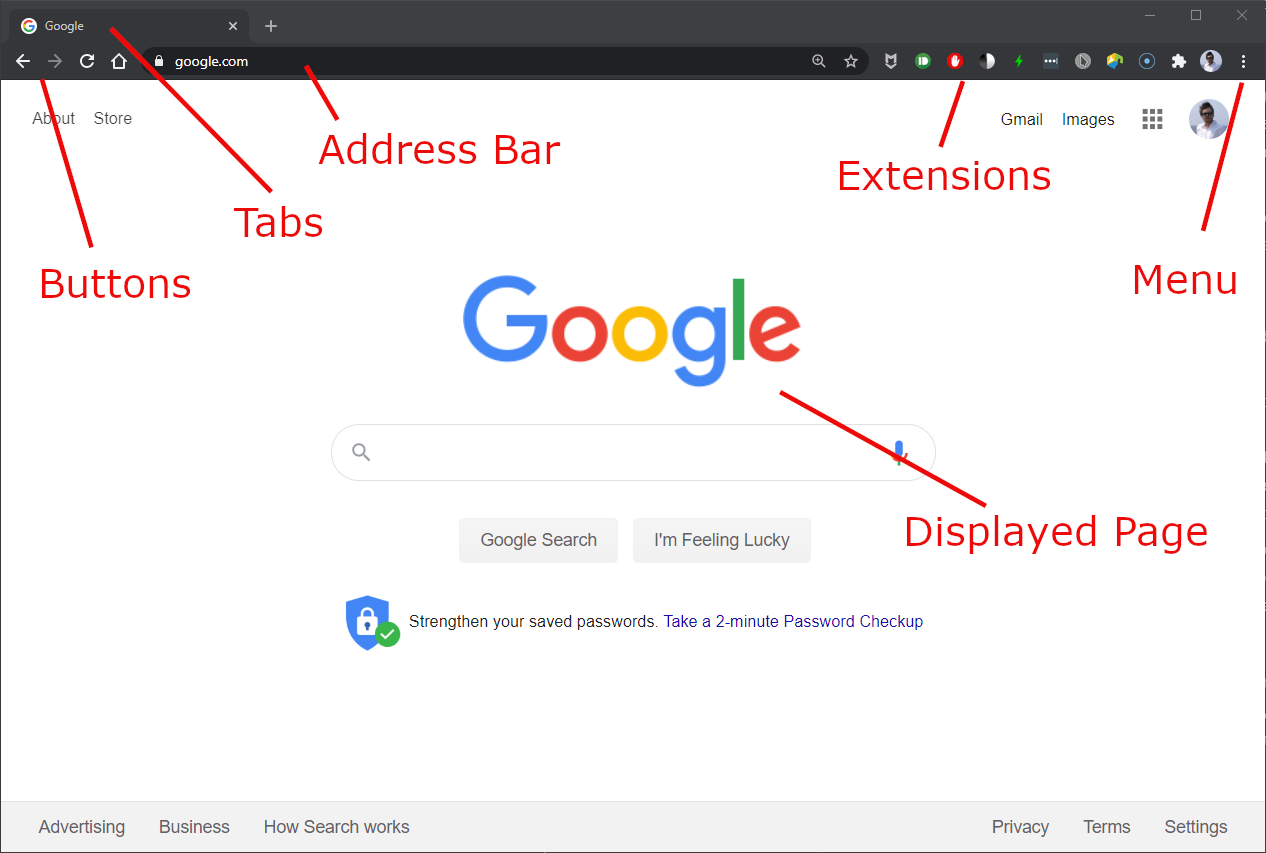 Google
google.com
About Store
Gmail Images
Address Bar
Extensions
Tabs
Buttons
Menu
Google
Displayed Page
Google Search I'm Feeling Lucky
Strengthen your saved passwords. Take a 2-minute Password Checkup
Advertising Business How Search works
Privacy Terms Settings